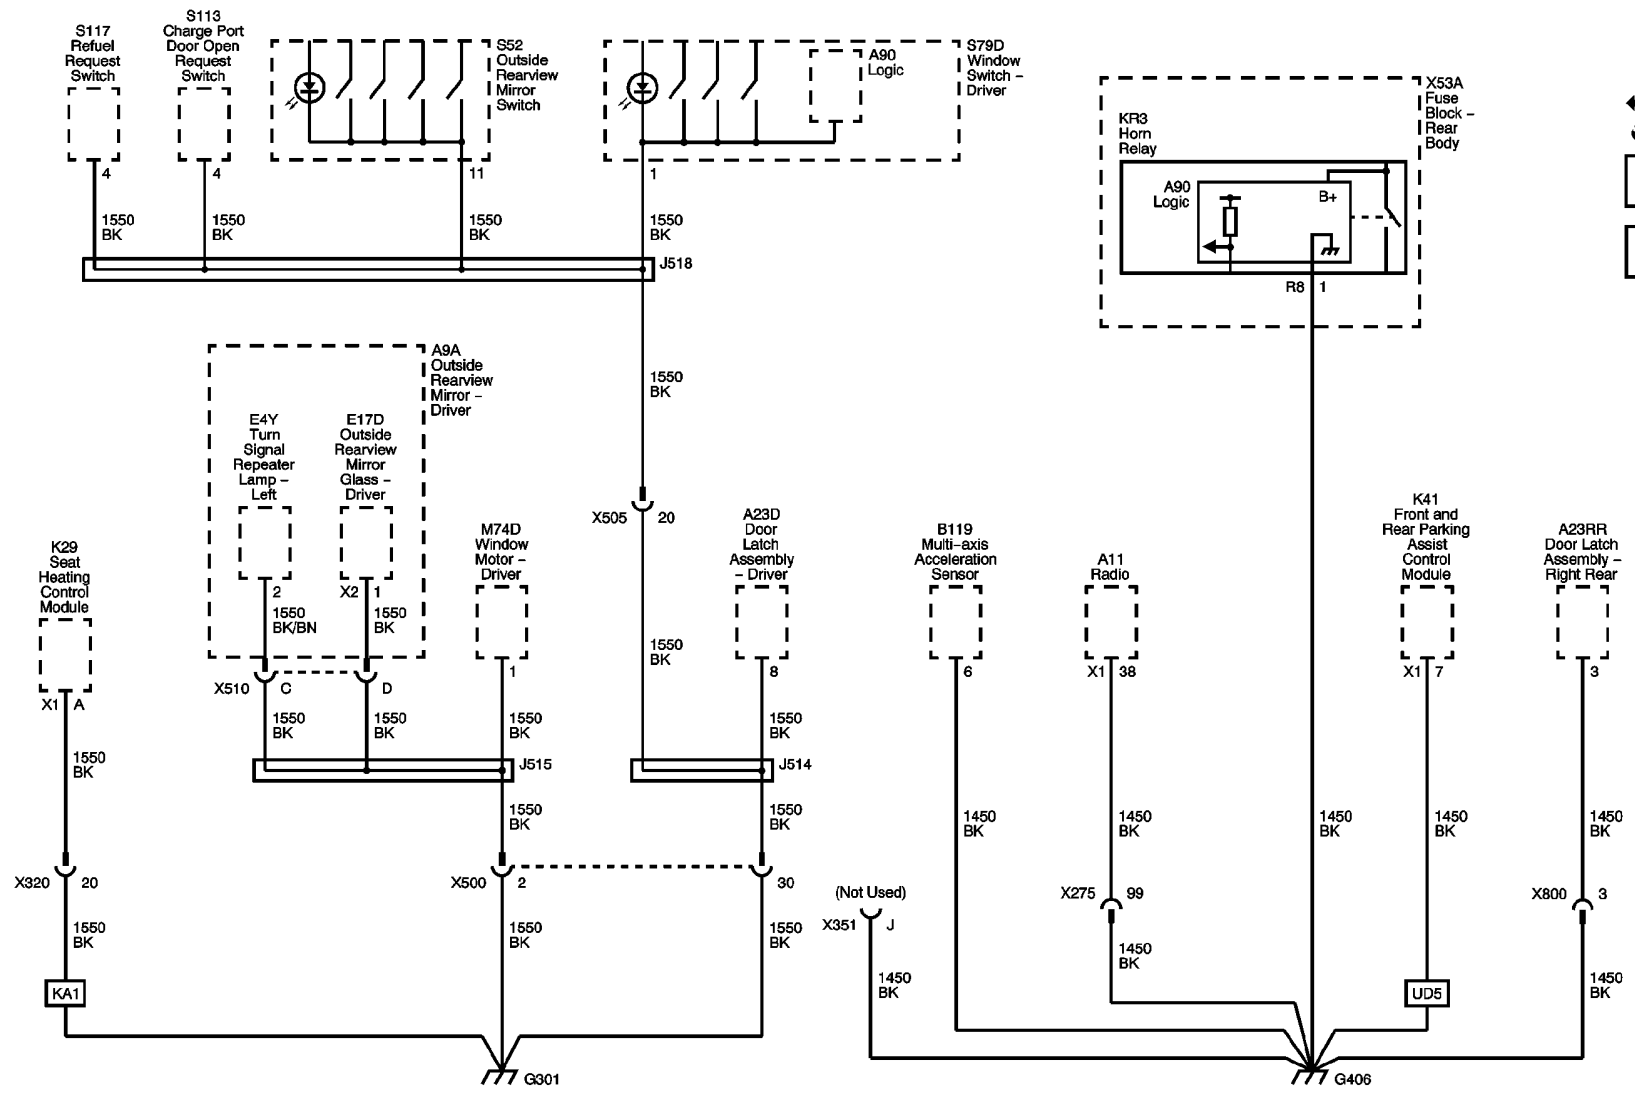 S117
Refuel
Request
Switch
S113
Charge Port
Door Open
Request
Switch
S52
Outside
Rearview
Mirror
Switch
A90
Logic
S79D
Window
Switch –
Driver
X53A
Fuse
Block –
Rear
Body
KR3
Horn
Relay
A90
Logic
B+
R8 1
4
4
11
1
1550
BK
1550
BK
1550
BK
1550
BK
J518
A9A
Outside
Rearview
Mirror –
Driver
1550
BK
E4Y
Turn
Signal
Repeater
Lamp –
Left
E17D
Outside
Rearview
Mirror
Glass –
Driver
2
X2 1
1550
BK/BN
1550
BK
X505 20
K29
Seat
Heating
Control
Module
M74D
Window
Motor –
Driver
A23D
Door
Latch
Assembly
– Driver
B119
Multi–axis
Acceleration
Sensor
A11
Radio
K41
Front and
Rear Parking
Assist
Control
Module
A23RR
Door Latch
Assembly –
Right Rear
1550
BK
X1 A
X510 C D
1
8
6
X1 38
X1 7
3
1550
BK
1550
BK
1550
BK
1550
BK
1550
BK
J515
J514
1550
BK
1550
BK
1450
BK
1450
BK
1450
BK
1450
BK
1450
BK
X320 20
X500 2
30
(Not Used)
X351 J
X275 99
X800 3
1550
BK
1550
BK
1550
BK
1450
BK
1450
BK
1450
BK
KA1
UD5
G301
G406